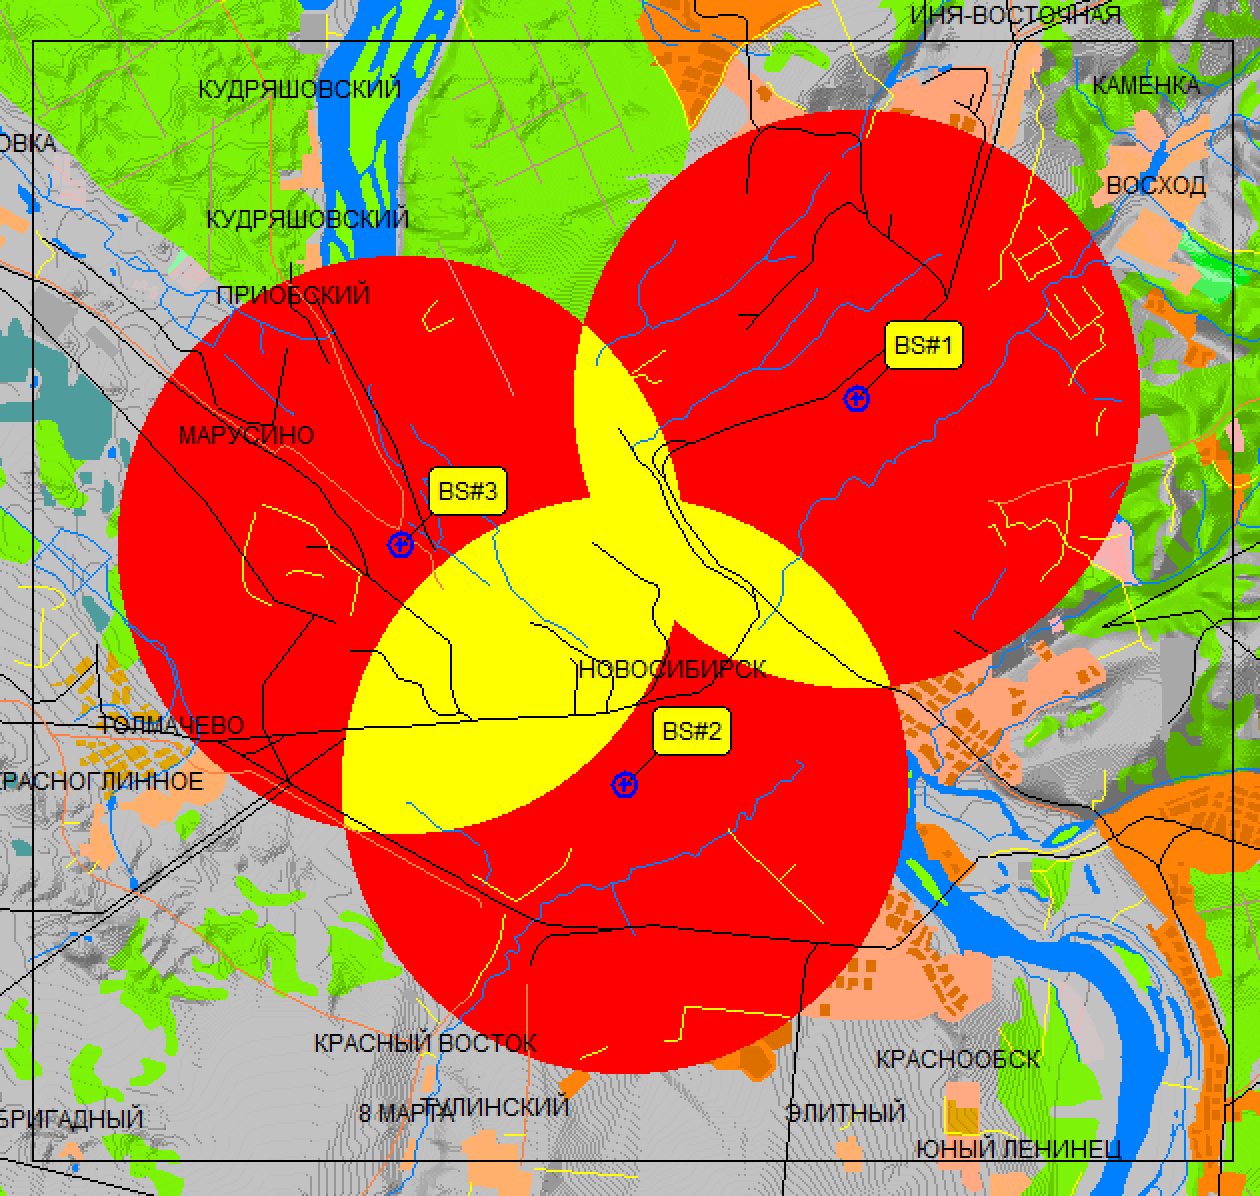 ИНЯ-ВОСТОЧНАЯ
КУДРЯШОВСКИЙ
КАМЕНКА
ОВКА
ВОСХОД
КУДРЯШОВСКИЙ
ПРИОБСКИЙ
BS#1
МАРУСИНО
BS#3
НОВОСИБИРСК
ТОЛМАЧЕВО
BS#2
РАСНОГЛИННОЕ
КРАСНЫЙ ВОСТОК
КРАСНООБСК
8 МАРТА
ТУЛИНСКИЙ
ЭЛИТНЫЙ
БРИГАДНЫЙ
ЮНЫЙ ЛЕНИНЕЦ